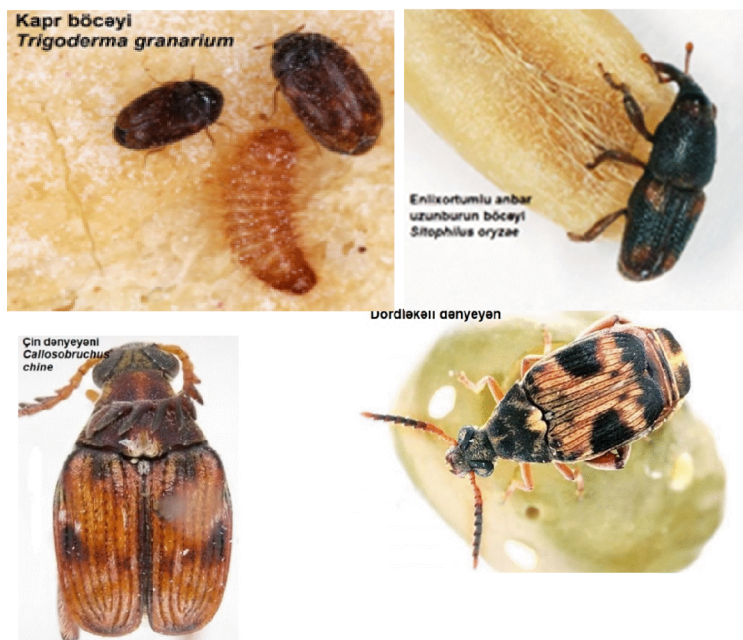 Kapr böcəyi
Trigoderma granarium
Enlixortumlu anbar
uzunburun böcəyi
Sitophilus oryzae
Dördləkəli dənyeyən
Çin dənyeyəni
Callosobruchus
chine